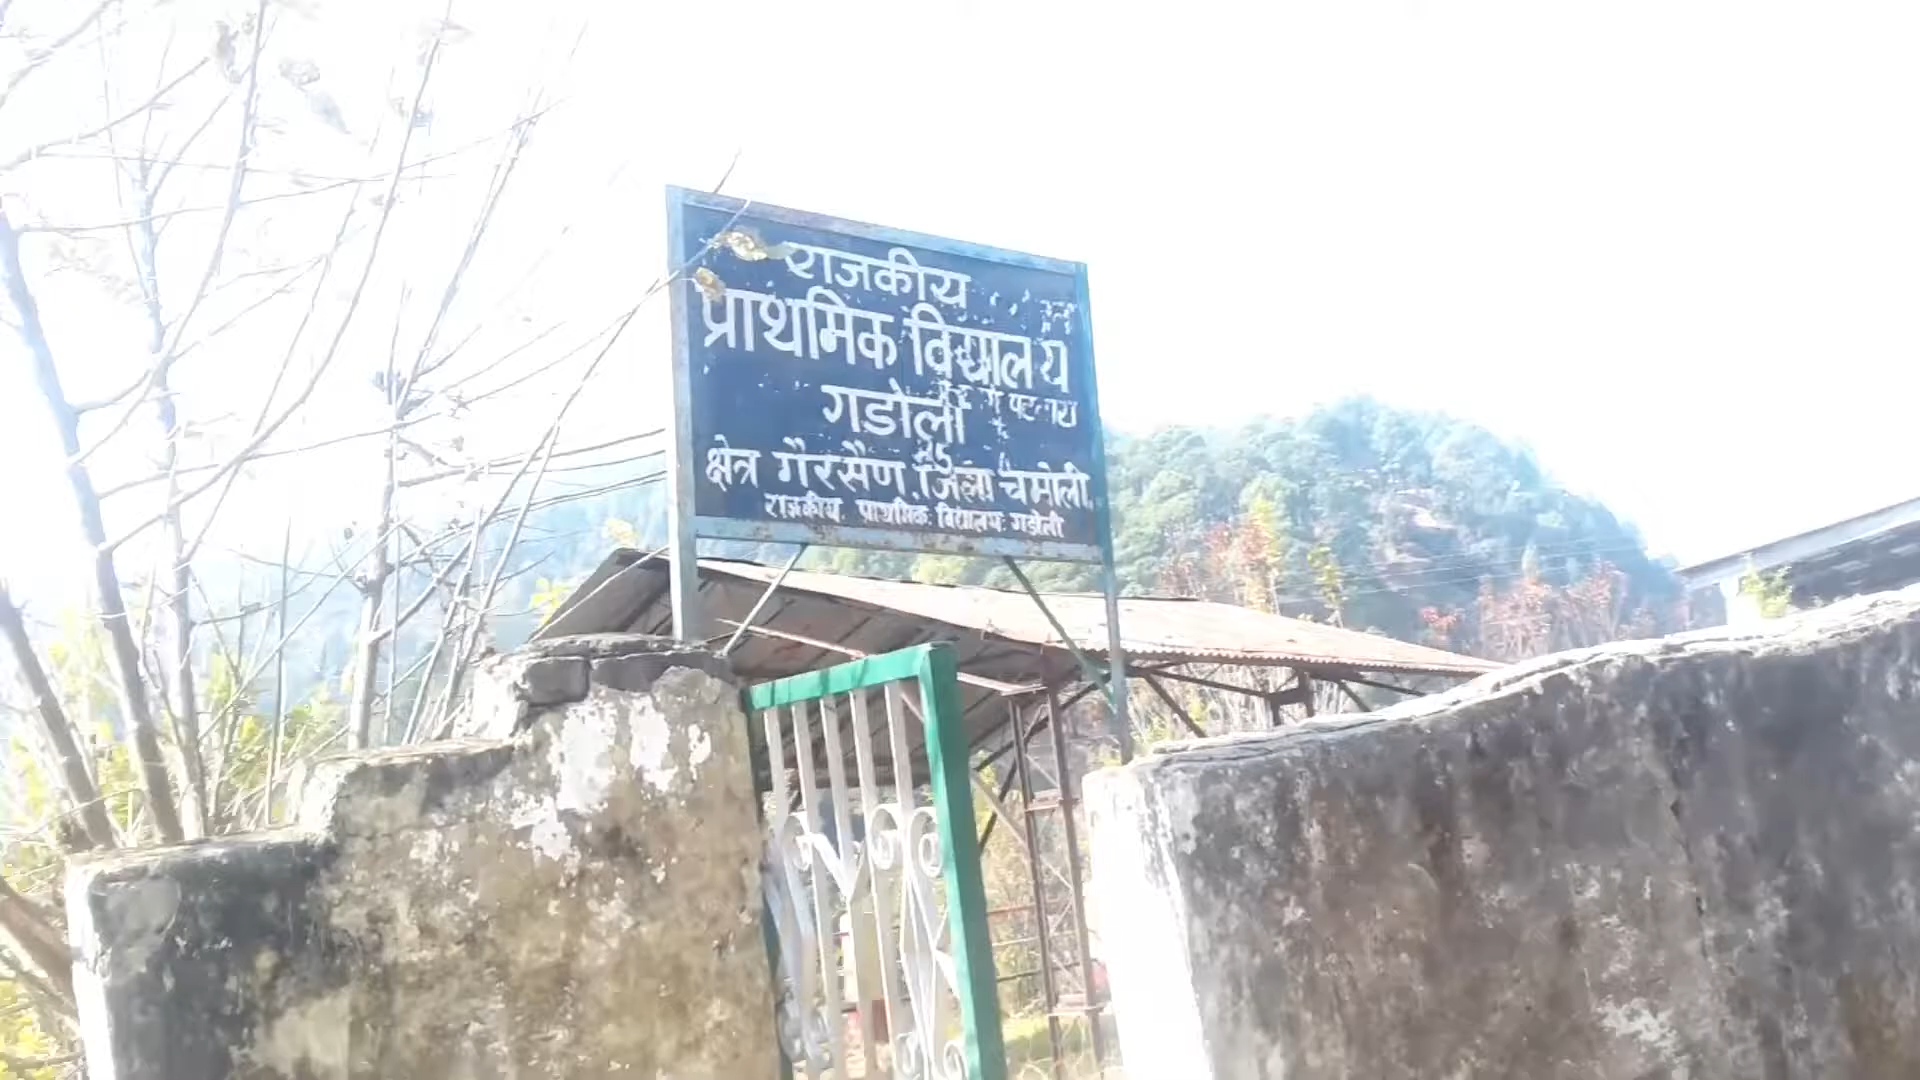 राजकीय
प्राथमिक विद्यालय
गडोली
क्षेत्र गैरसैण जिला चमोली
राजकीय प्राथमिक विद्यालय गडोली